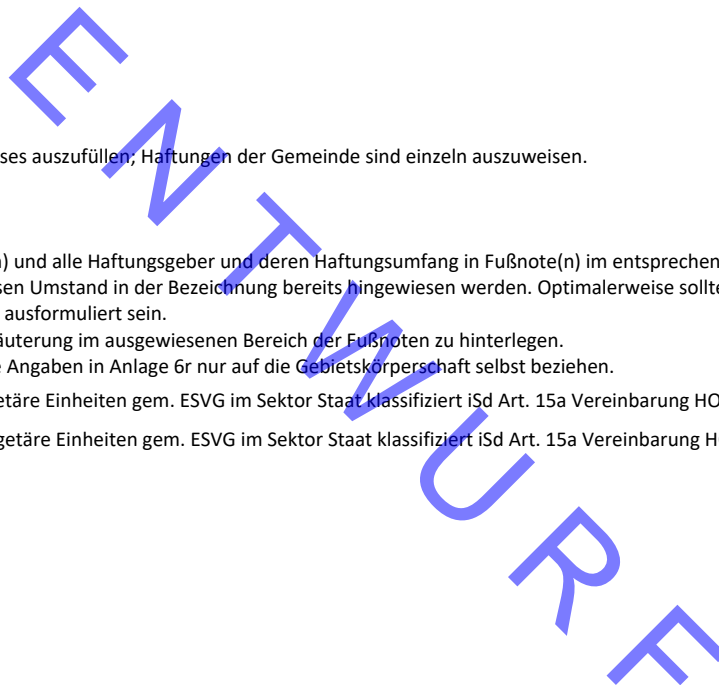 ses auszufüllen; Haftungen der Gemeinde sind einzeln auszuweisen.
) und alle Haftungsgeber und deren Haftungsumfang in Fußnote(n) im entsprechen
sen Umstand in der Bezeichnung bereits hingewiesen werden. Optimalerweise sollte
ausformuliert sein.
äuterung im ausgewiesenen Bereich der Fußnoten zu hinterlegen.
e Angaben in Anlage 6r nur auf die Gebietskörperschaft selbst beziehen.
getäre Einheiten gem. ESVG im Sektor Staat klassifiziert iSd Art. 15a Vereinbarung HO
getäre Einheiten gem. ESVG im Sektor Staat klassifiziert iSd Art. 15a Vereinbarung H
ENTWURF